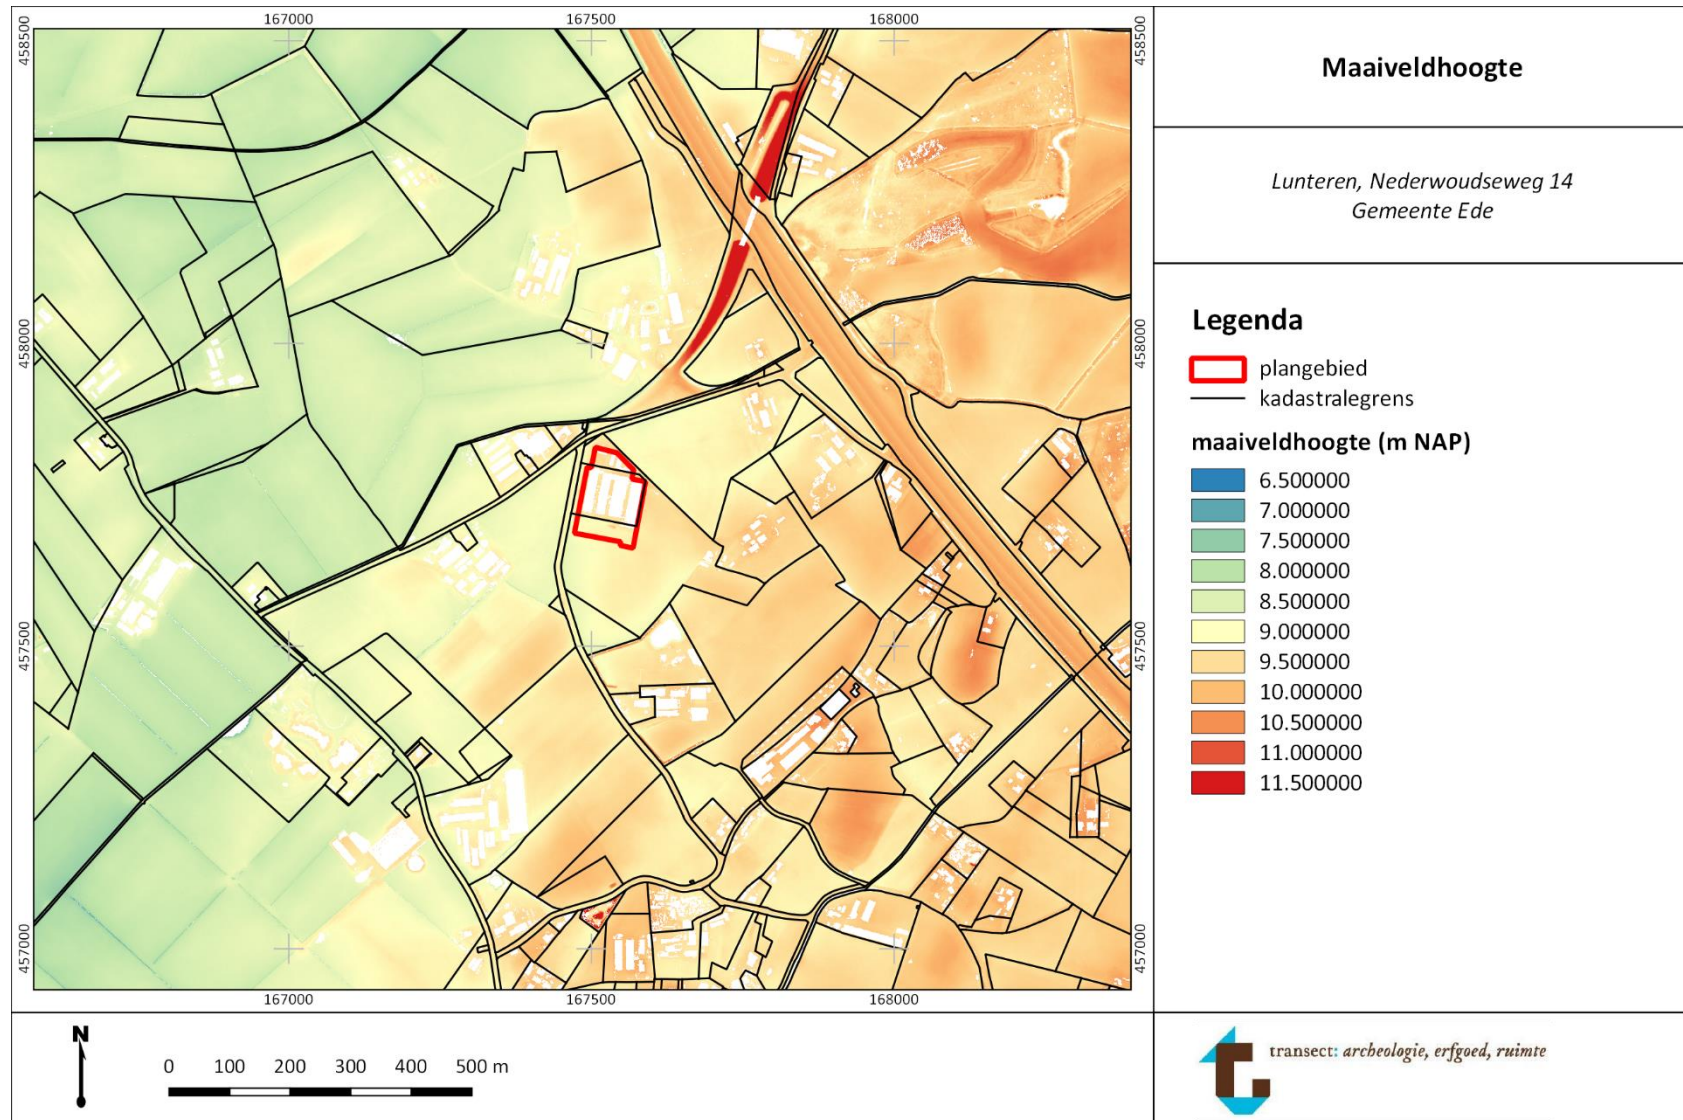 167000 167500 168000
458500 458500
458000 458000
457500 457500
457000 457000
167000 167500 168000
Maaiveldhoogte
Lunteren, Nederwoudseweg 14
Gemeente Ede
Legenda
plangebied
kadastralegrens
maaiveldhoogte (m NAP)
6.500000
7.000000
7.500000
8.000000
8.500000
9.000000
9.500000
10.000000
10.500000
11.000000
11.500000
N
0 100 200 300 400 500 m
transect: archeologie, erfgoed, ruimte